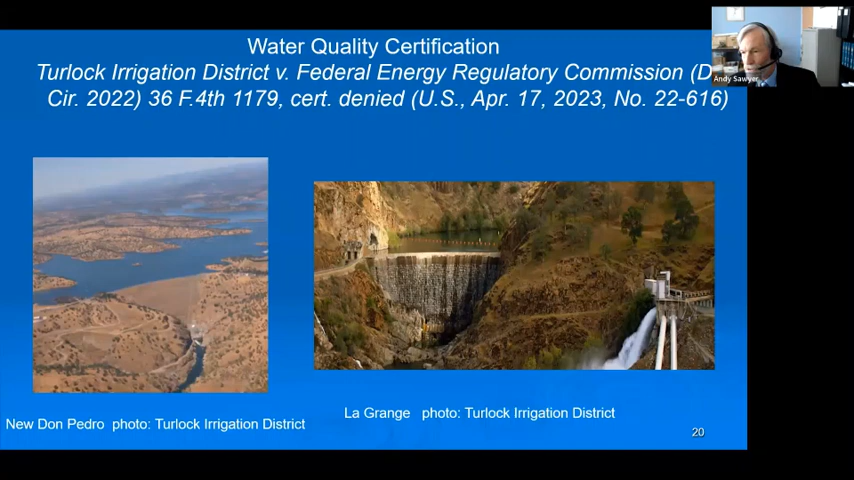 Water Quality Certification
Turlock Irrigation District v. Federal Energy Regulatory Commission (D
Cir. 2022) 36 F.4th 1179, cert. denied (U.S., Apr. 17, 2023, No. 22-616)
Andy Sawyer
La Grange photo: Turlock Irrigation District
New Don Pedro photo: Turlock Irrigation District
20